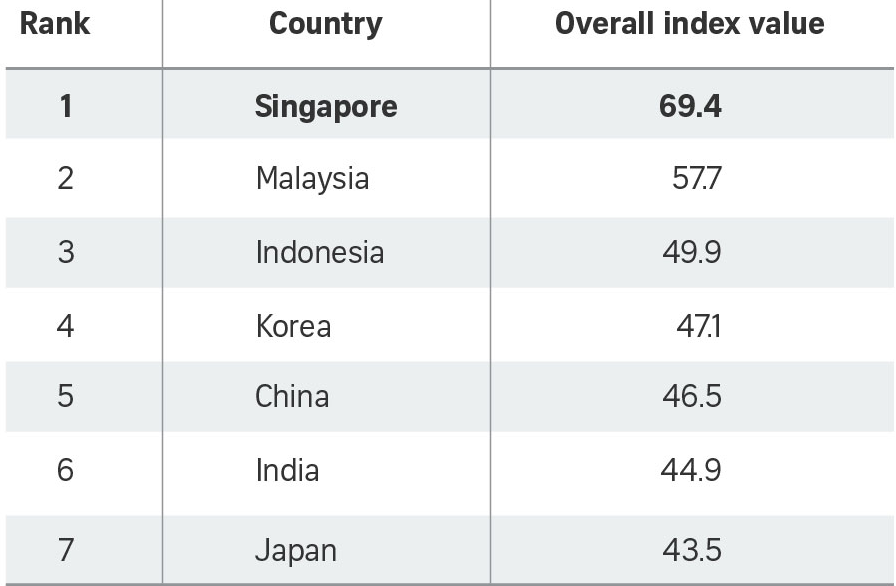 Rank Country Overall index value
1 Singapore 69.4
2 Malaysia 57.7
3 Indonesia 49.9
4 Korea 47.1
5 China 46.5
6 India 44.9
7 Japan 43.5